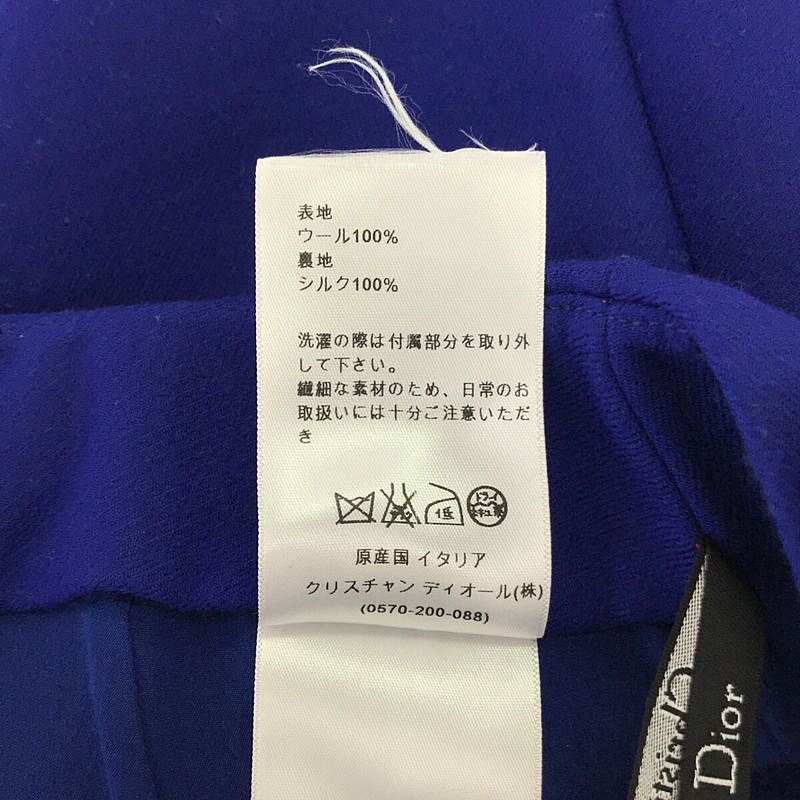 表地
ウール100%
裏地
シルク100%
洗濯の際は付属部分を取り外
して下さい。
繊細な素材のため、日常のお
取扱いには十分ご注意いただ
き
低
ドライ
原産国 イタリア
クリスチャン ディオール(株)
(0570-200-088)
Dior